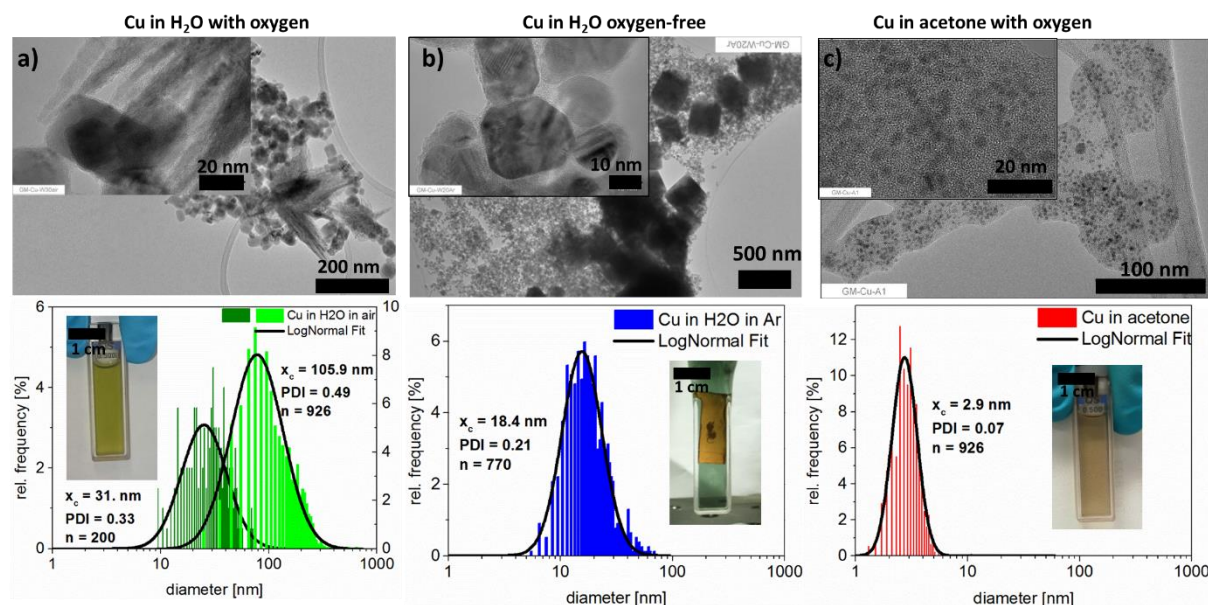 Cu in H₂O with oxygen
Cu in H₂O oxygen-free
Cu in acetone with oxygen
a)
20 nm
GM-Cu-W30air
200 nm
b)
10 nm
GM-Cu-W20Ar
GM-Cu-W20Ar
500 nm
c)
20 nm
GM-Cu-A1
100 nm
GM-Cu-A1
rel. frequency [%]
6
4
2
0
10
8
6
4
2
0
1 cm
Cu in H2O in air
LogNormal Fit
x_c = 105.9 nm
PDI = 0.49
n = 926
x_c = 31. nm
PDI = 0.33
n = 200
1 10 100 1000
diameter [nm]
rel. frequency [%]
6
4
2
0
Cu in H2O in Ar
LogNormal Fit
1 cm
x_c = 18.4 nm
PDI = 0.21
n = 770
1 10 100 1000
diameter [nm]
rel. frequency [%]
12
10
8
6
4
2
0
Cu in acetone
LogNormal Fit
1 cm
x_c = 2.9 nm
PDI = 0.07
n = 926
1 10 100 1000
diameter [nm]